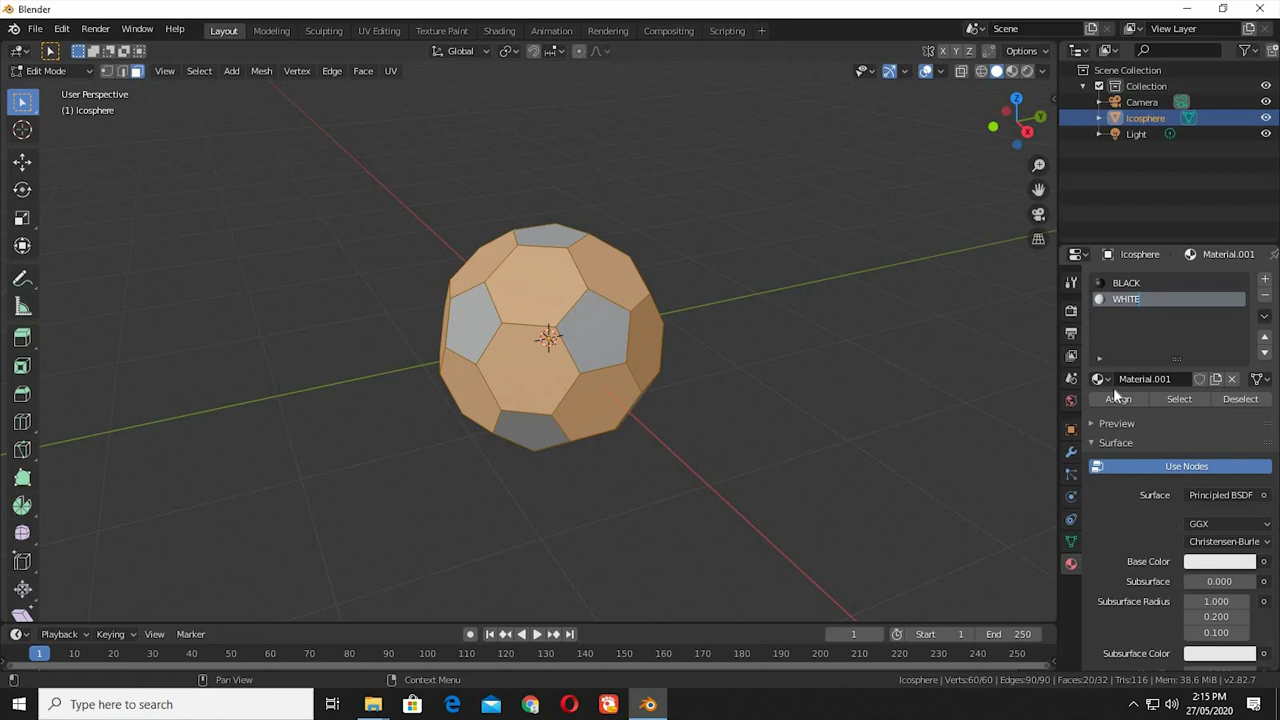 Blender
File Edit Render Window Help
Layout Modeling Sculpting UV Editing Texture Paint Shading Animation Rendering Compositing Scripting +
Scene
View Layer
Global
X Y Z
Options
Edit Mode
View Select Add Mesh Vertex Edge Face UV
User Perspective
(1) Icosphere
Z
Y
X
Scene Collection
Collection
Camera
Icosphere
Light
Icosphere Material.001
BLACK
WHITE
Material.001
Assign Select Deselect
Preview
Surface
Use Nodes
Surface Principled BSDF
GGX
Christensen-Burle
Base Color
Subsurface 0.000
Subsurface Radius 1.000
0.200
0.100
Subsurface Color
Playback Keying View Marker
1 Start 1 End 250
1 10 20 30 40 50 60 70 80 90 100 110 120 130 140 150 160 170 180 190 200 210 220 230 240 250
Pan View
Context Menu
Icosphere | Verts:60/60 | Edges:90/90 | Faces:20/32 | Tris:116 | Mem: 38.6 MiB | v2.82.7
Type here to search
2:15 PM
27/05/2020